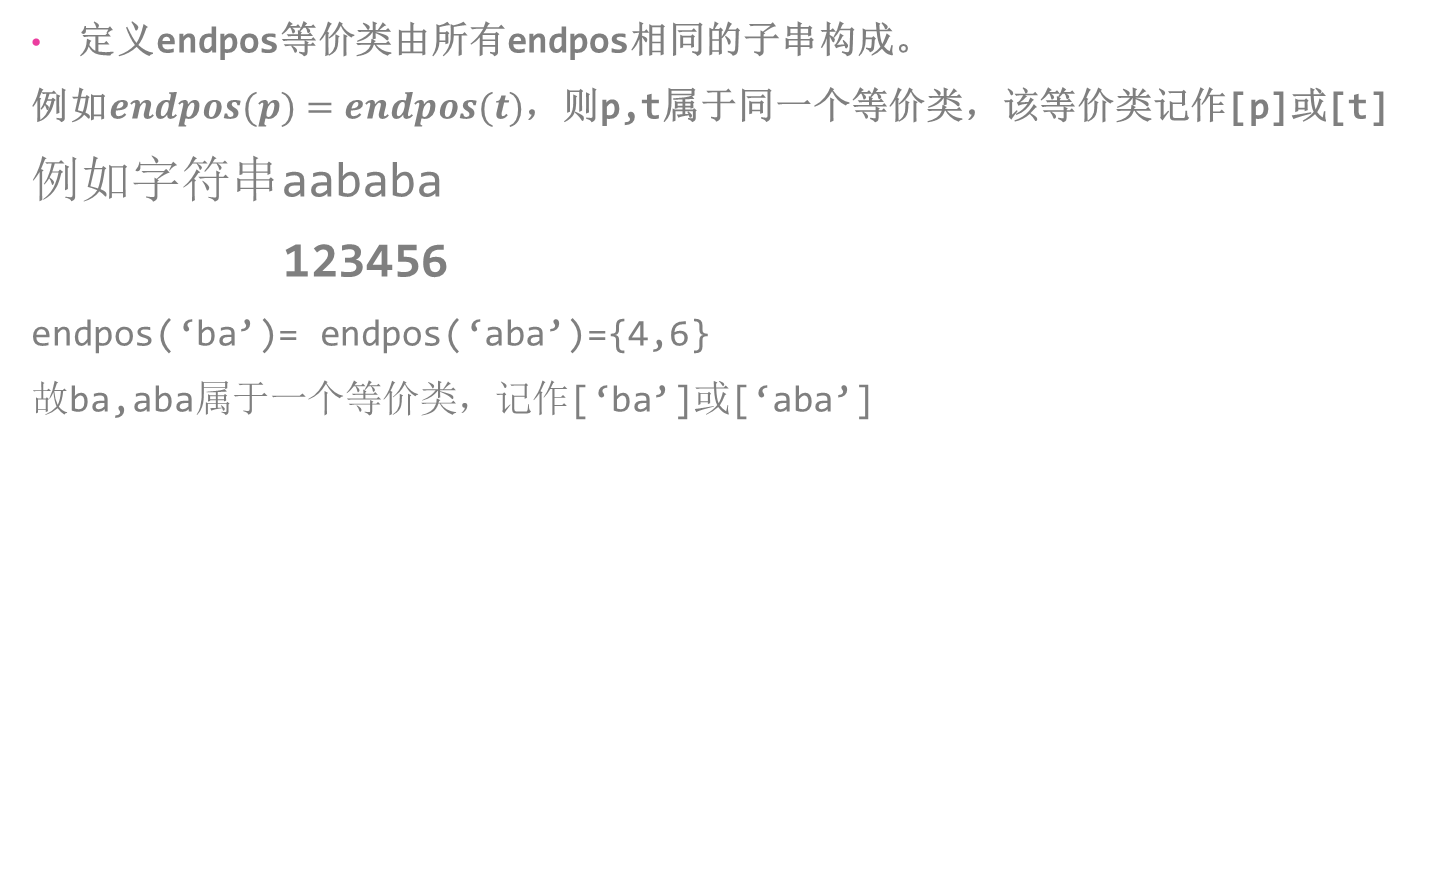 • 定义endpos等价类由所有endpos相同的子串构成。
例如endpos(p) = endpos(t)，则p,t属于同一个等价类，该等价类记作[p]或[t]
例如字符串aababa
123456
endpos(‘ba’)= endpos(‘aba’)={4,6}
故ba,aba属于一个等价类，记作[‘ba’]或[‘aba’]